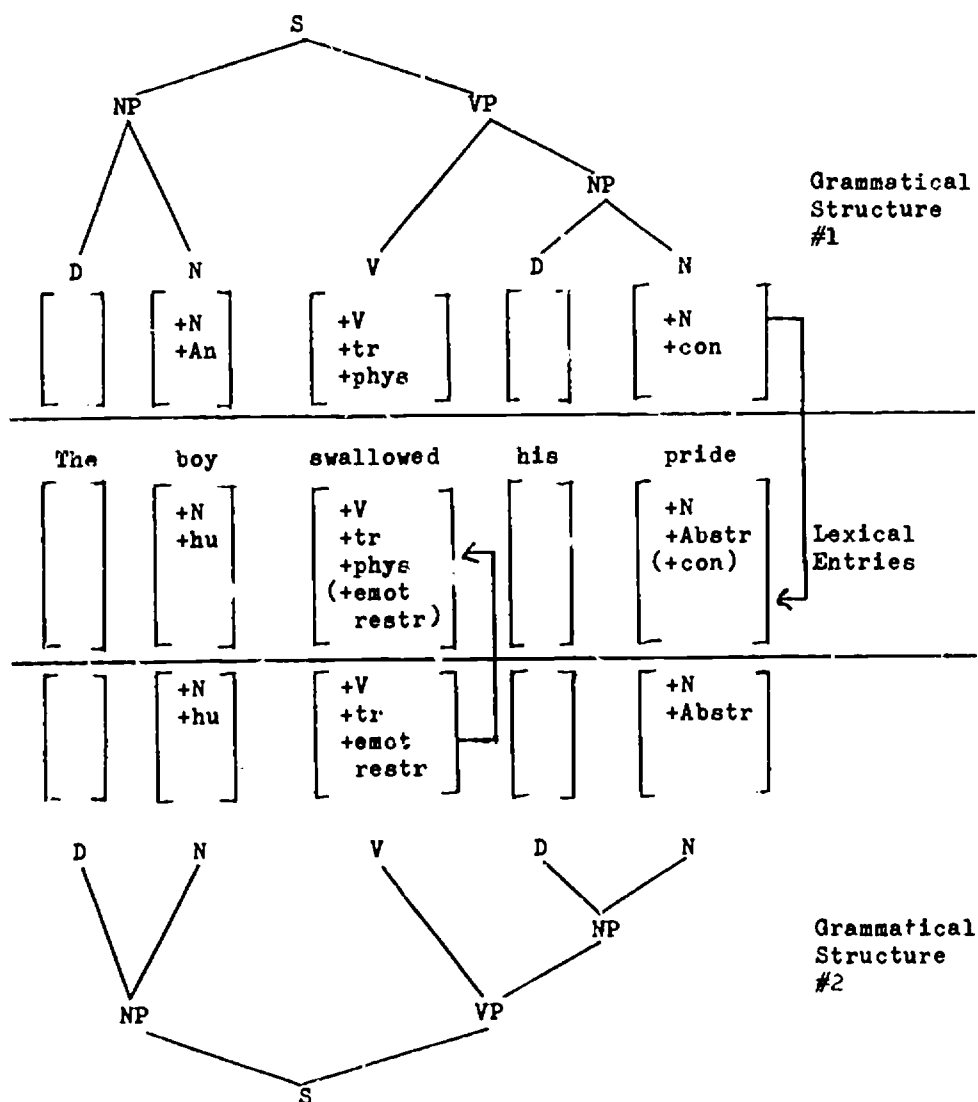 S
NP VP
NP
Grammatical
Structure
#1
D N V D N
+N +V +N
+An +tr +con
+phys
The boy swallowed his pride
+N +V +N
+hu +tr +Abstr Lexical
+phys (+con) Entries
(+emot
restr)
+N +V +N
+hu +tr +Abstr
+emot
restr
D N V D N
NP
Grammatical
Structure
#2
NP VP
S